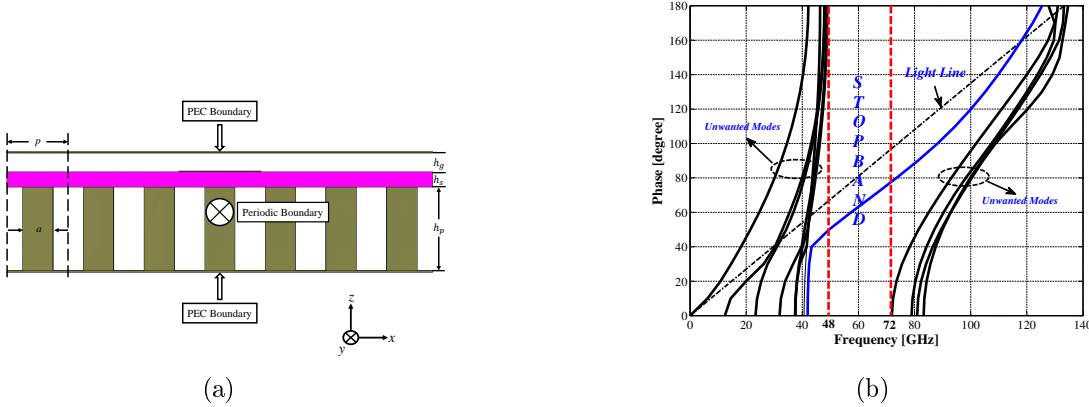 PEC Boundary
p
h_g
h_s
a
Periodic Boundary
h_p
PEC Boundary
z
x
y
(a)
180
160
140
120
100
80
60
40
20
0
Phase [degree]
Light Line
Unwanted Modes
STOPBAND
Unwanted Modes
0 20 40 48 60 72 80 100 120 140
Frequency [GHz]
(b)